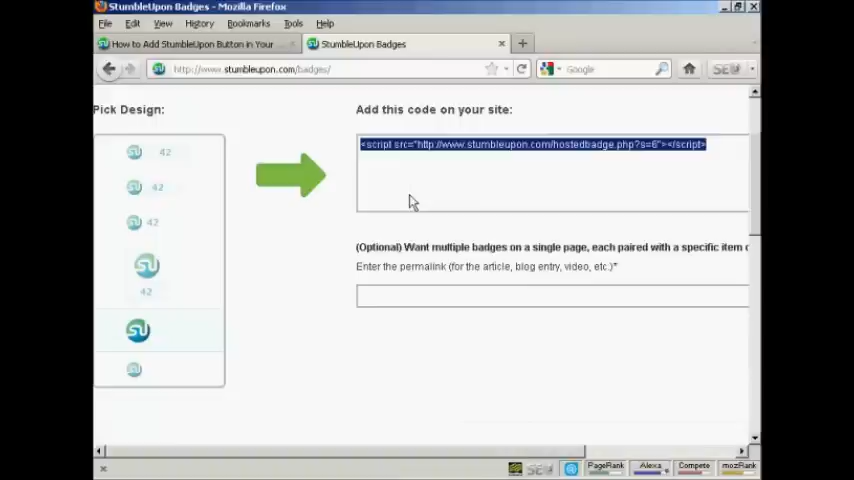 StumbleUpon Badges - Mozilla Firefox
File Edit View History Bookmarks Tools Help
How to Add StumbleUpon Button in Your ...
StumbleUpon Badges
http://www.stumbleupon.com/badges/
Google
Pick Design:
Add this code on your site:
42
<script src="http://www.stumbleupon.com/hostedbadge.php?s=6"></script>
42
42
(Optional) Want multiple badges on a single page, each paired with a specific item o
Enter the permalink (for the article, blog entry, video, etc.)*
42
PageRank Alexa Compete mozRank